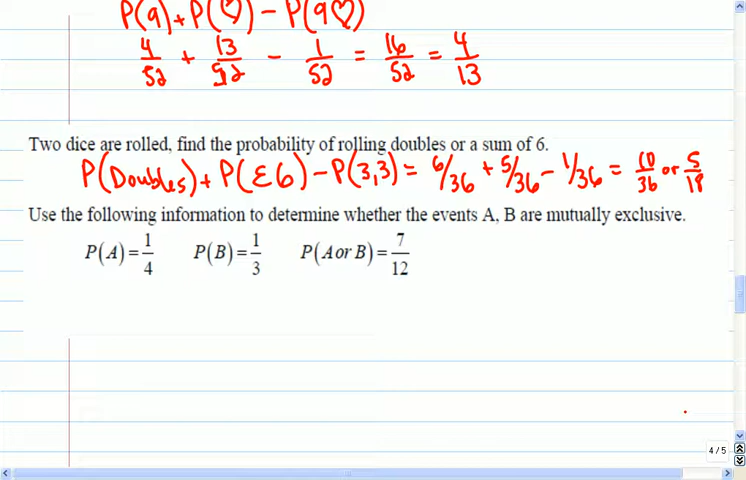 P(9) + P(♡) - P(9♡)
4/52 + 13/52 - 1/52 = 16/52 = 4/13
Two dice are rolled, find the probability of rolling doubles or a sum of 6.
P(Doubles) + P(Σ6) - P(3,3) = 6/36 + 5/36 - 1/36 = 10/36 or 5/18
Use the following information to determine whether the events A, B are mutually exclusive.
P(A) = 1/4 P(B) = 1/3 P(A or B) = 7/12
4 / 5